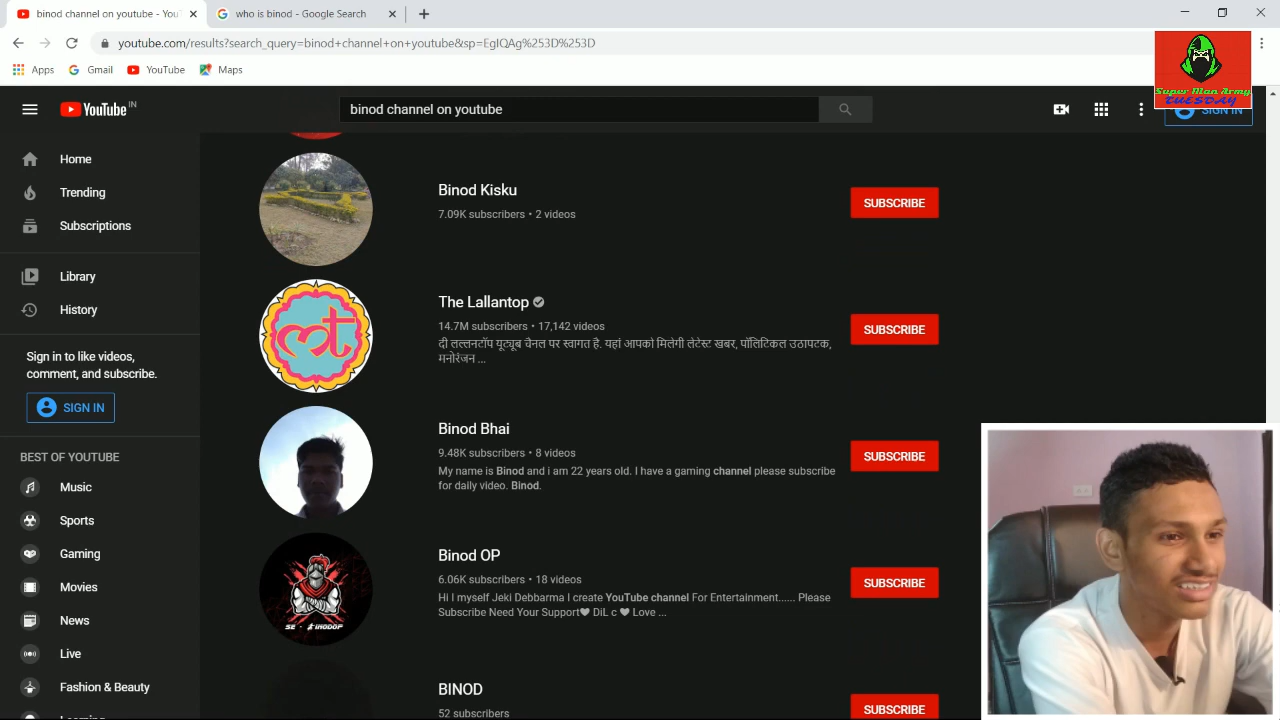 binod channel on youtube - You
who is binod - Google Search
youtube.com/results?search_query=binod+channel+on+youtube&sp=EgIQAg%253D%253D
Apps
Gmail
YouTube
Maps
Super Man Army
TUESDAY
YouTube IN
binod channel on youtube
SIGN IN
Home
Trending
Subscriptions
Library
History
Sign in to like videos,
comment, and subscribe.
SIGN IN
BEST OF YOUTUBE
Music
Sports
Gaming
Movies
News
Live
Fashion & Beauty
Learning
Binod Kisku
7.09K subscribers • 2 videos
SUBSCRIBE
The Lallantop
14.7M subscribers • 17,142 videos
दी लल्लनटॉप यूट्यूब चैनल पर स्वागत है. यहां आपको मिलेगी लेटेस्ट खबर, पॉलिटिकल उठापटक,
मनोरंजन ...
SUBSCRIBE
Binod Bhai
9.48K subscribers • 8 videos
My name is Binod and i am 22 years old. I have a gaming channel please subscribe
for daily video. Binod.
SUBSCRIBE
Binod OP
6.06K subscribers • 18 videos
Hi I myself Jeki Debbarma I create YouTube channel For Entertainment...... Please
Subscribe Need Your Support❤ DiL c ❤ Love ...
SUBSCRIBE
BINOD
52 subscribers
SUBSCRIBE